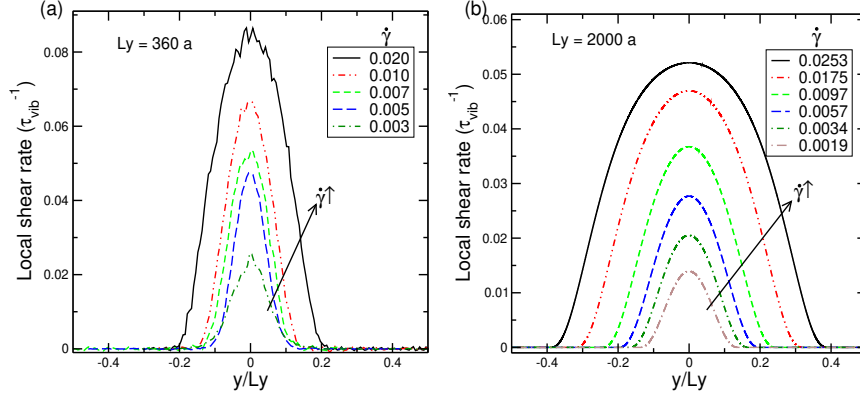 (a)
Ly = 360 a
γ̇
0.020
0.010
0.007
0.005
0.003
γ̇↑
Local shear rate (τvib⁻¹)
0.08
0.06
0.04
0.02
0
-0.4 -0.2 0 0.2 0.4
y/Ly
(b)
Ly = 2000 a
γ̇
0.0253
0.0175
0.0097
0.0057
0.0034
0.0019
γ̇↑
Local shear rate (τvib⁻¹)
0.06
0.05
0.04
0.03
0.02
0.01
0.00
-0.4 -0.2 0 0.2 0.4
y/Ly